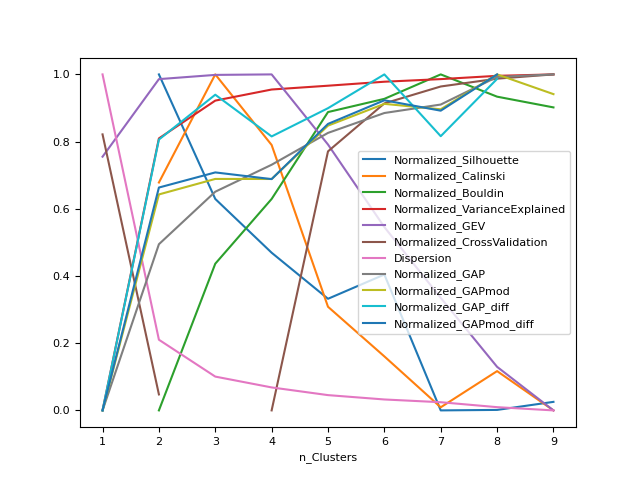 1.0
0.8
0.6
0.4
0.2
0.0
Normalized_Silhouette
Normalized_Calinski
Normalized_Bouldin
Normalized_VarianceExplained
Normalized_GEV
Normalized_CrossValidation
Dispersion
Normalized_GAP
Normalized_GAPmod
Normalized_GAP_diff
Normalized_GAPmod_diff
1 2 3 4 5 6 7 8 9
n_Clusters